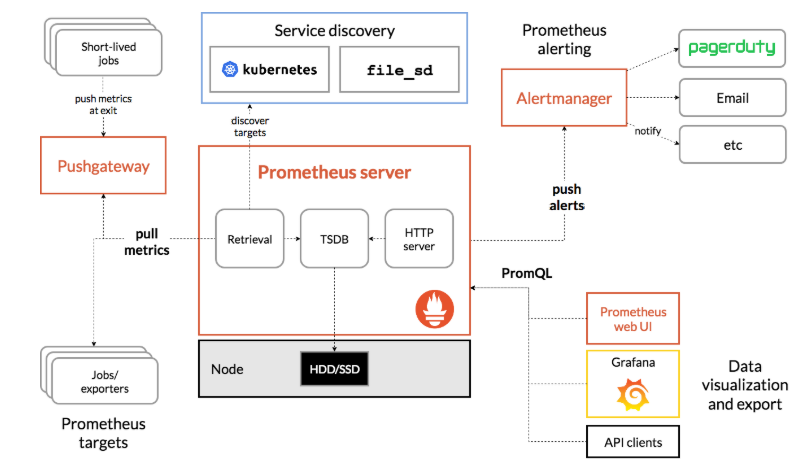 Short-lived
jobs
push metrics
at exit
Pushgateway
pull
metrics
Jobs/
exporters
Prometheus
targets
Service discovery
kubernetes
file_sd
discover
targets
Prometheus server
Retrieval
TSDB
HTTP
server
Node
HDD/SSD
Prometheus
alerting
Alertmanager
pagerduty
Email
notify
etc
push
alerts
PromQL
Prometheus
web UI
Grafana
API clients
Data
visualization
and export